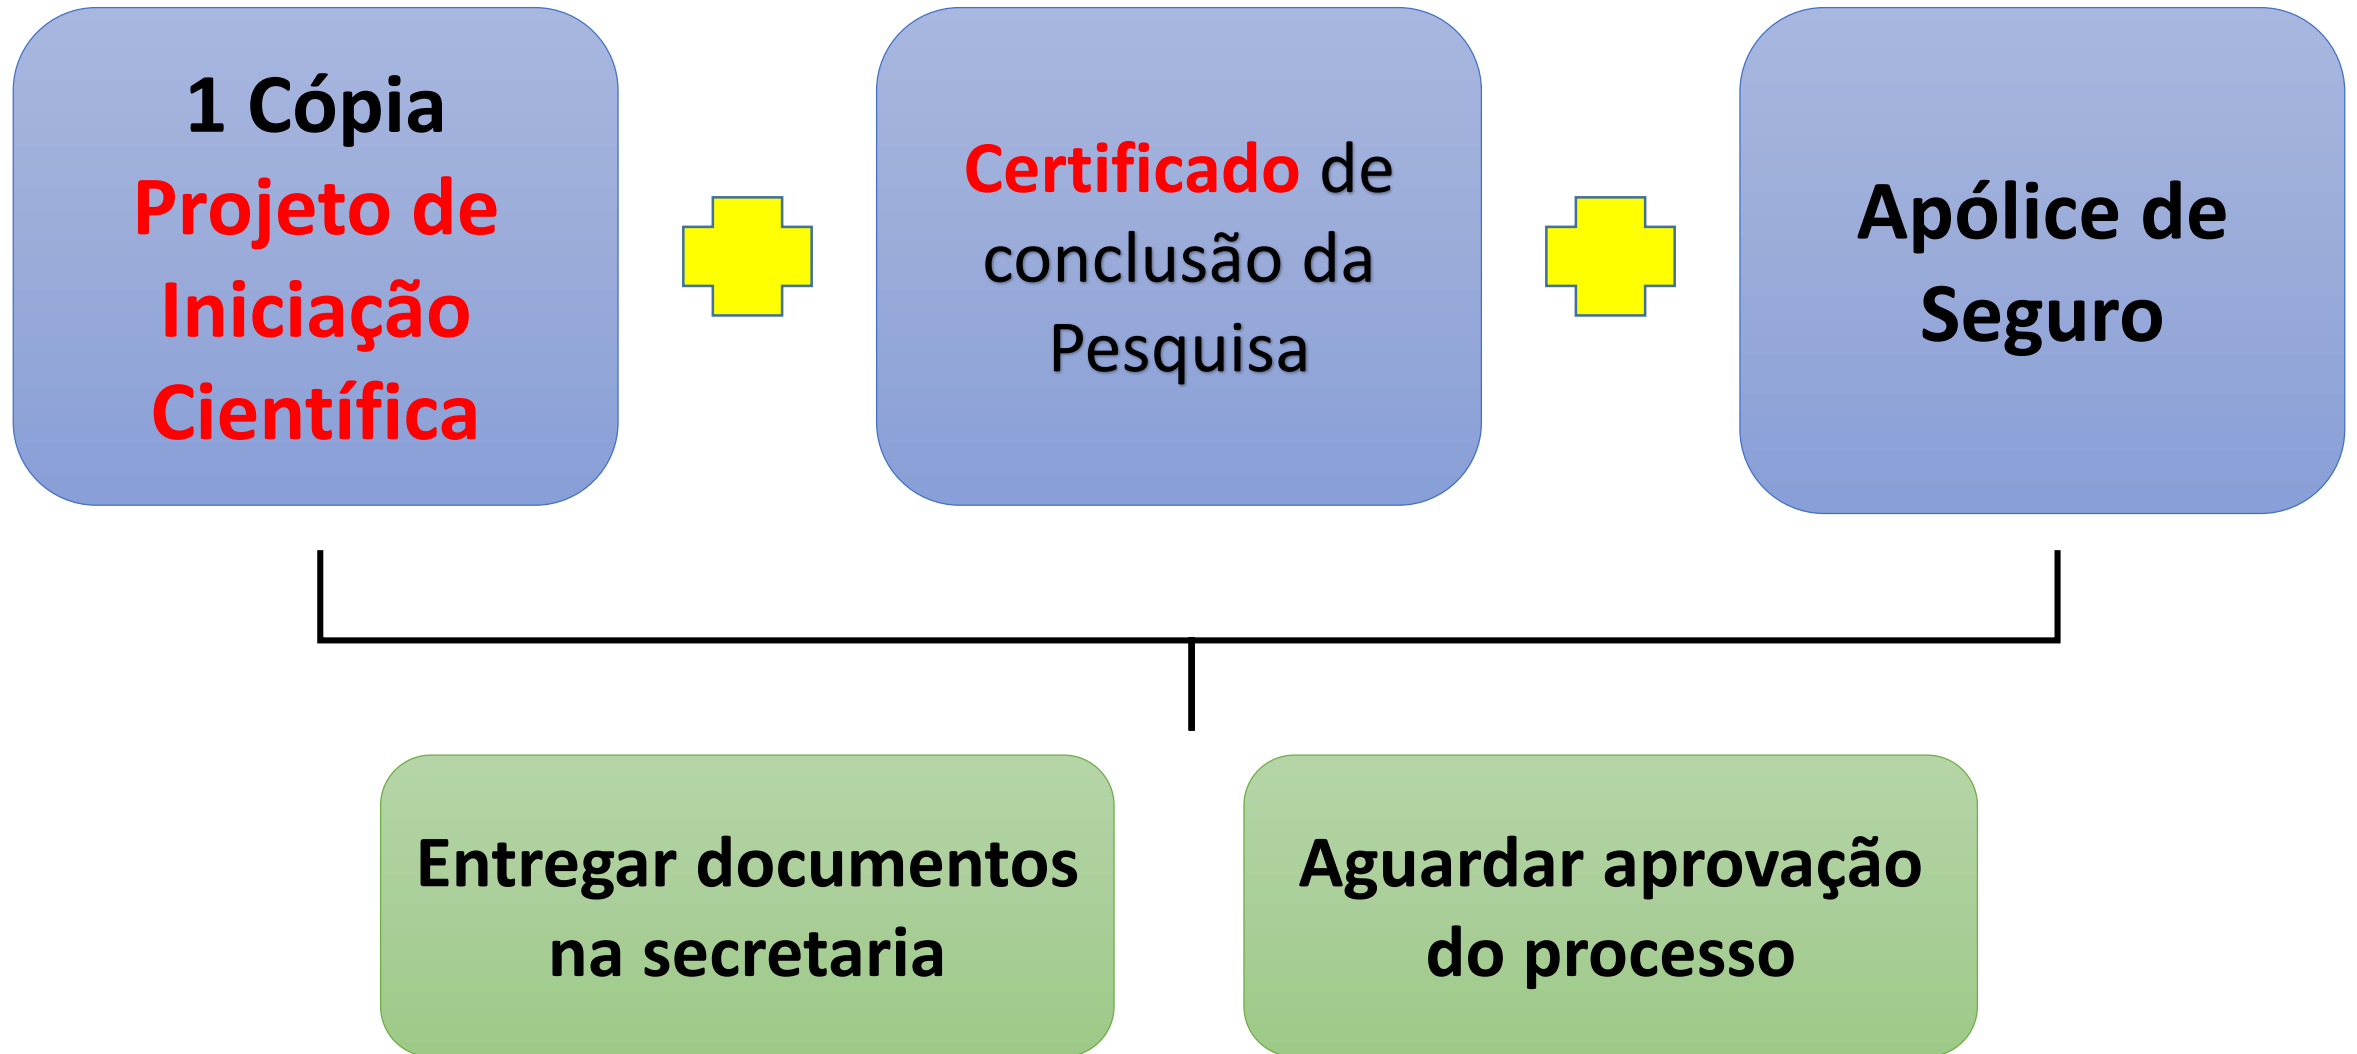 1 Cópia
Projeto de
Iniciação
Científica
Certificado de
conclusão da
Pesquisa
Apólice de
Seguro
Entregar documentos
na secretaria
Aguardar aprovação
do processo